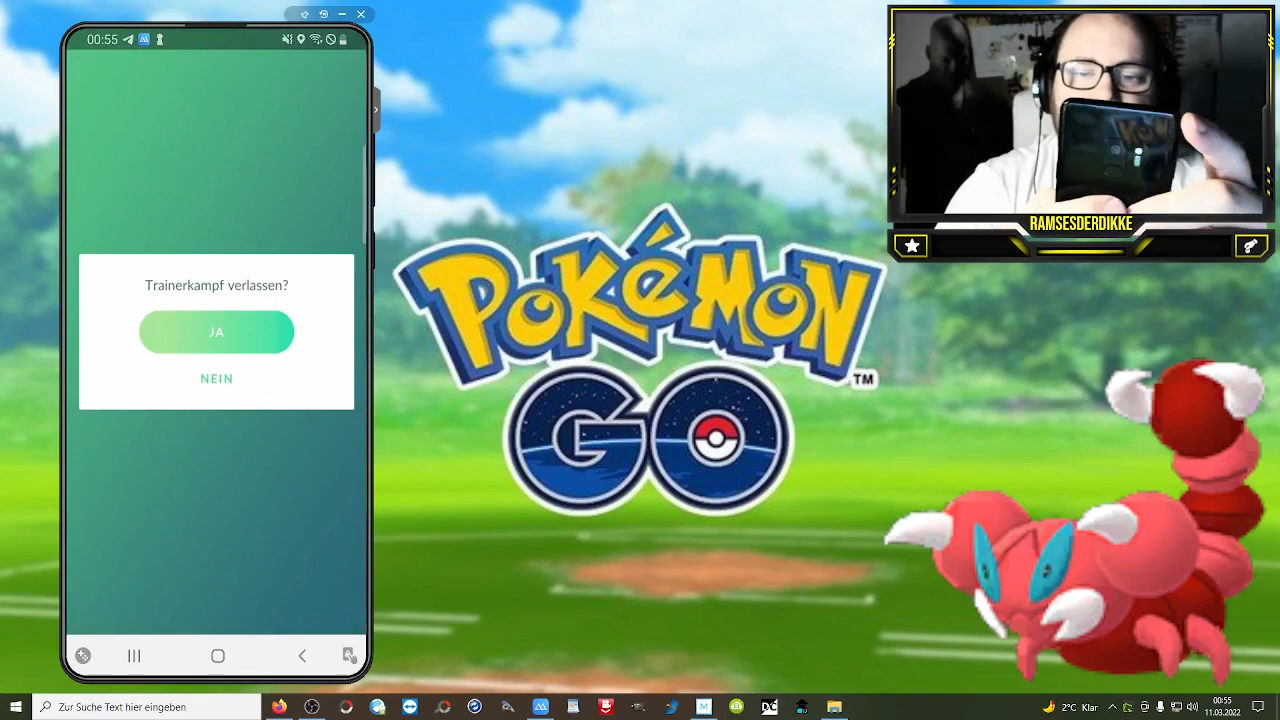 00:55
Trainerkampf verlassen?
JA
NEIN
POKéMON
TM
GO
RAMSESDERDIKKE
Zur Suche Text hier eingeben
M
DC
2°C Klar
00:55
11.03.2022